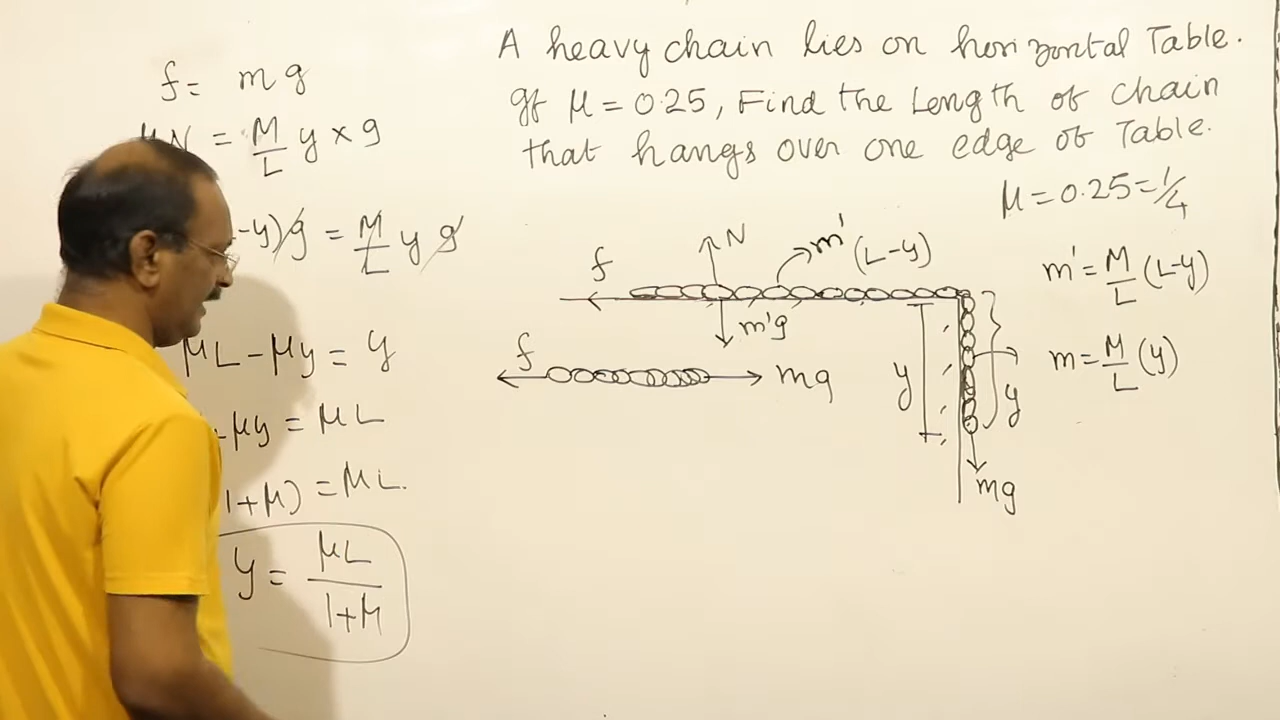 A heavy chain lies on horizontal Table.
gf μ = 0.25, Find the Length of chain
that hangs over one edge of Table.
μ = 0.25 = 1/4
f = mg
N = M/L y × g
-y)g = M/L y g
μL - μy = y
+ μy = μL
1+μ) = μL.
y = μL/1+μ
f
N
m' (L-y)
m'g
f
mg
y
y
mg
m' = M/L (L-y)
m = M/L (y)